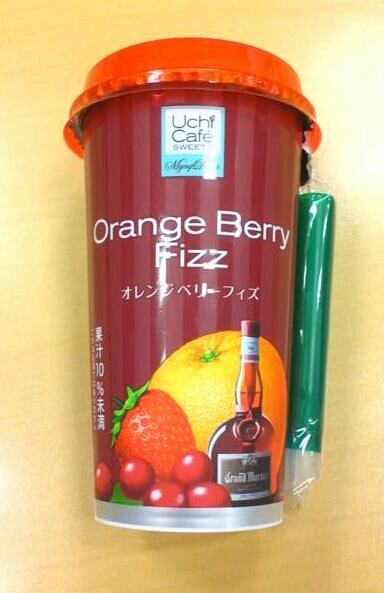 Uchi
Café
SWEETS
Orange Berry
Fizz
オレンジベリーフィズ
果汁10%未満
Grand Marnier